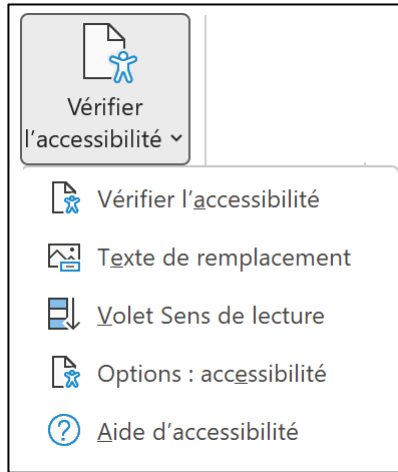 Vérifier
l’accessibilité
Vérifier l’accessibilité
Texte de remplacement
Volet Sens de lecture
Options : accessibilité
Aide d’accessibilité